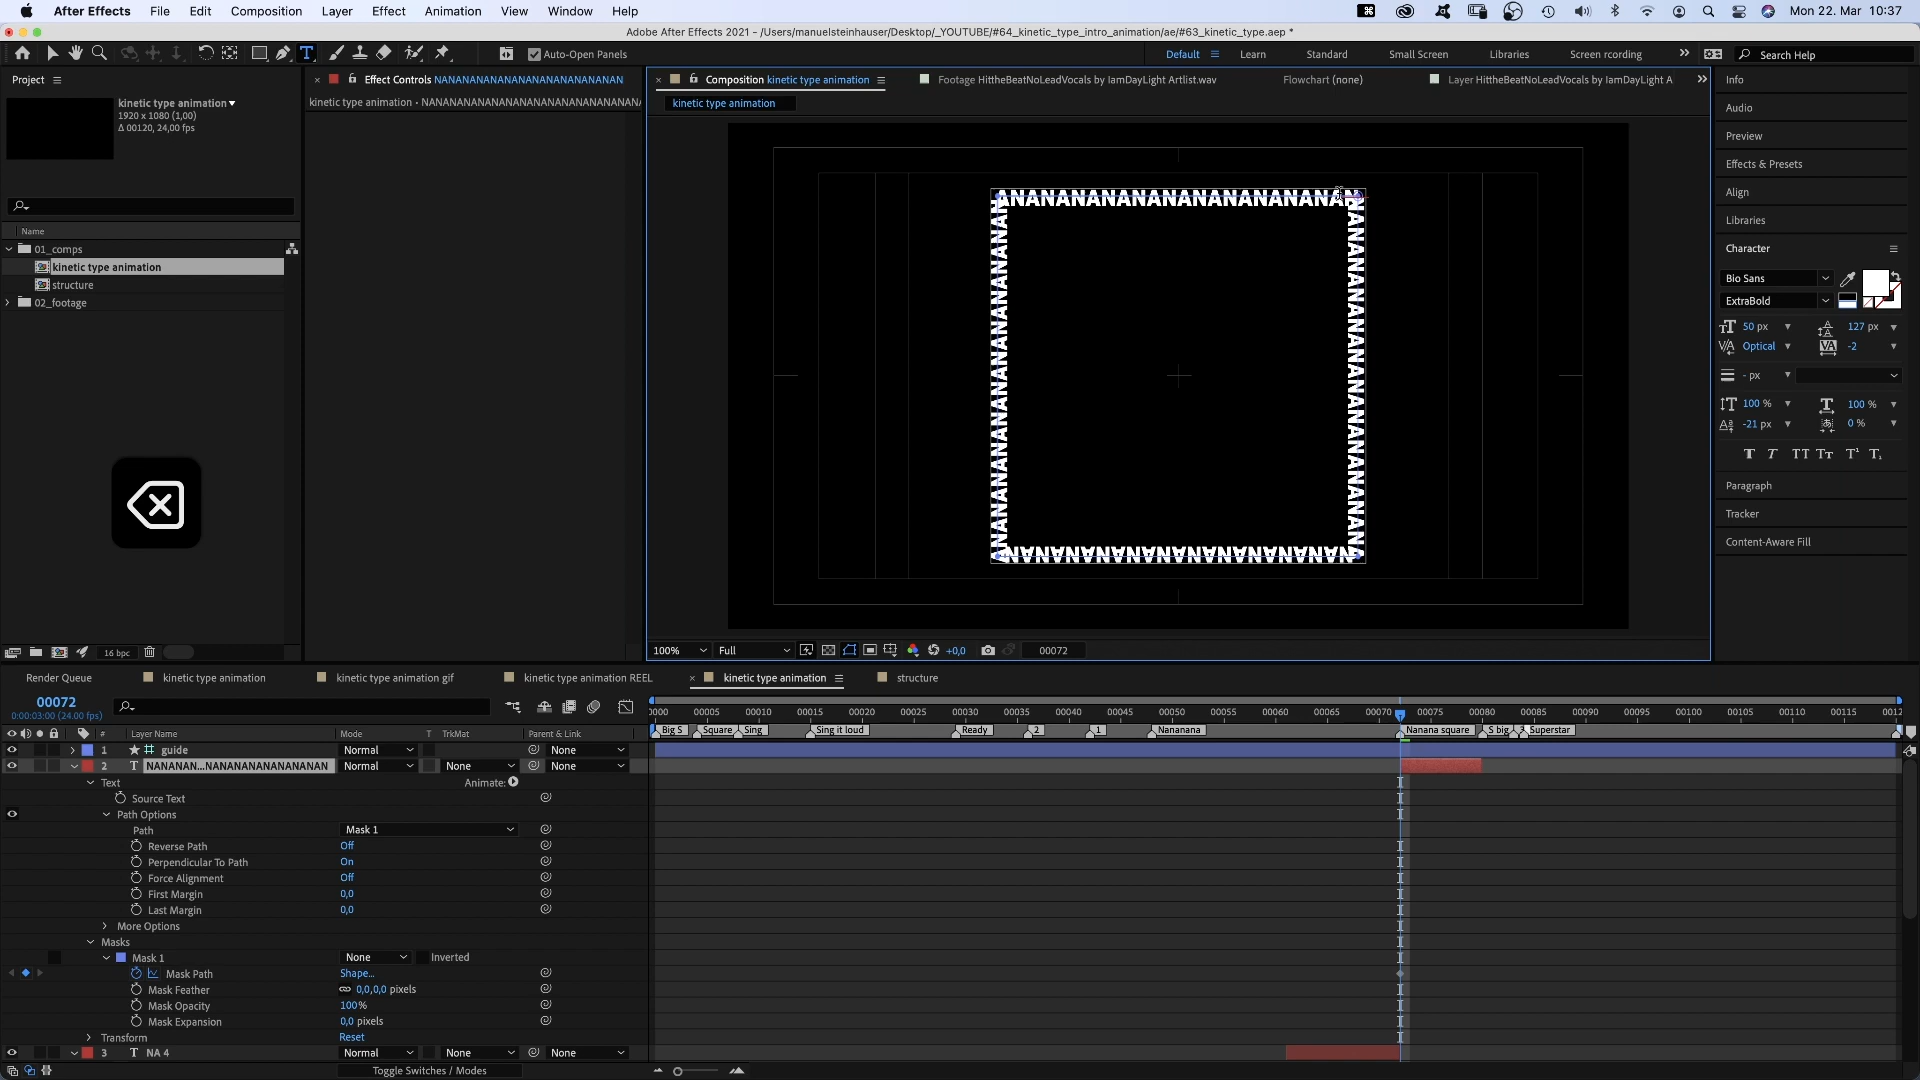 After Effects File Edit Composition Layer Effect Animation View Window Help
Mon 22. Mar 10:37
Adobe After Effects 2021 - /Users/manuelsteinhauser/Desktop/_YOUTUBE/#64_kinetic_type_intro_animation/ae/#63_kinetic_type.aep *
Auto-Open Panels
Default Learn Standard Small Screen Libraries Screen recording Search Help
Project
kinetic type animation
1920 x 1080 (1,00)
Δ 00120, 24,00 fps
Name
01_comps
kinetic type animation
structure
02_footage
16 bpc
Effect Controls NANANANANANANANANANANANANAN
kinetic type animation • NANANANANANANANANANANANANANANA
Composition kinetic type animation
Footage HittheBeatNoLeadVocals by IamDayLight Artlist.wav
Flowchart (none)
Layer HittheBeatNoLeadVocals by IamDayLight A
kinetic type animation
100% Full +0,0 00072
Info
Audio
Preview
Effects & Presets
Align
Libraries
Character
Bio Sans
ExtraBold
50 px 127 px
Optical -2
- px
100 % 100 %
-21 px 0 %
T T TT Tт T¹ T₁
Paragraph
Tracker
Content-Aware Fill
Render Queue kinetic type animation kinetic type animation gif kinetic type animation REEL kinetic type animation structure
00072
0:00:03:00 (24.00 fps)
0000 00005 00010 00015 00020 00025 00030 00035 00040 00045 00050 00055 00060 00065 00070 00075 00080 00085 00090 00095 00100 00105 00110 00115 0012
Big S Square Sing Sing it loud Ready 2 1 Nananana Nanana square S big Superstar
# Layer Name Mode T TrkMat Parent & Link
1 guide Normal None
2 T NANANAN...NANANANANANANAN Normal None None
Text Animate:
Source Text
Path Options
Path Mask 1
Reverse Path Off
Perpendicular To Path On
Force Alignment Off
First Margin 0,0
Last Margin 0,0
More Options
Masks
Mask 1 None Inverted
Mask Path Shape...
Mask Feather 0,0,0,0 pixels
Mask Opacity 100%
Mask Expansion 0,0 pixels
Transform Reset
3 T NA 4 Normal None None
Toggle Switches / Modes